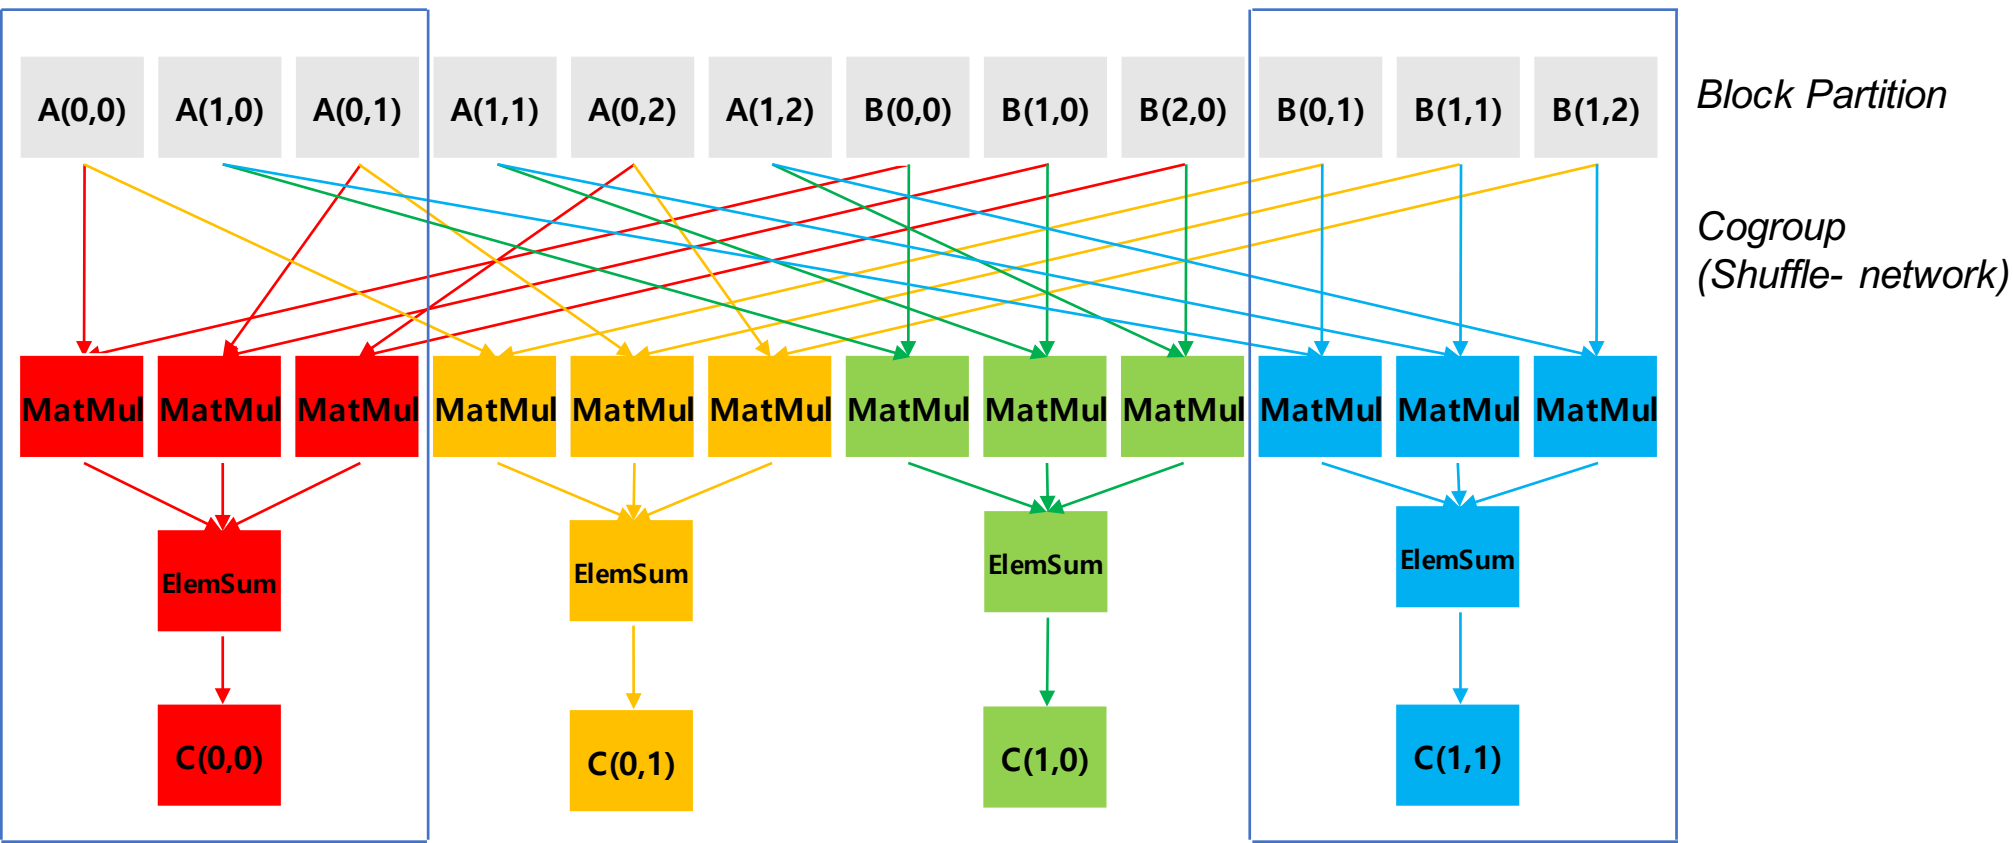 A(0,0) A(1,0) A(0,1) A(1,1) A(0,2) A(1,2) B(0,0) B(1,0) B(2,0) B(0,1) B(1,1) B(1,2)
Block Partition
Cogroup
(Shuffle- network)
MatMul MatMul MatMul MatMul MatMul MatMul MatMul MatMul MatMul MatMul MatMul MatMul
ElemSum ElemSum ElemSum ElemSum
C(0,0) C(0,1) C(1,0) C(1,1)